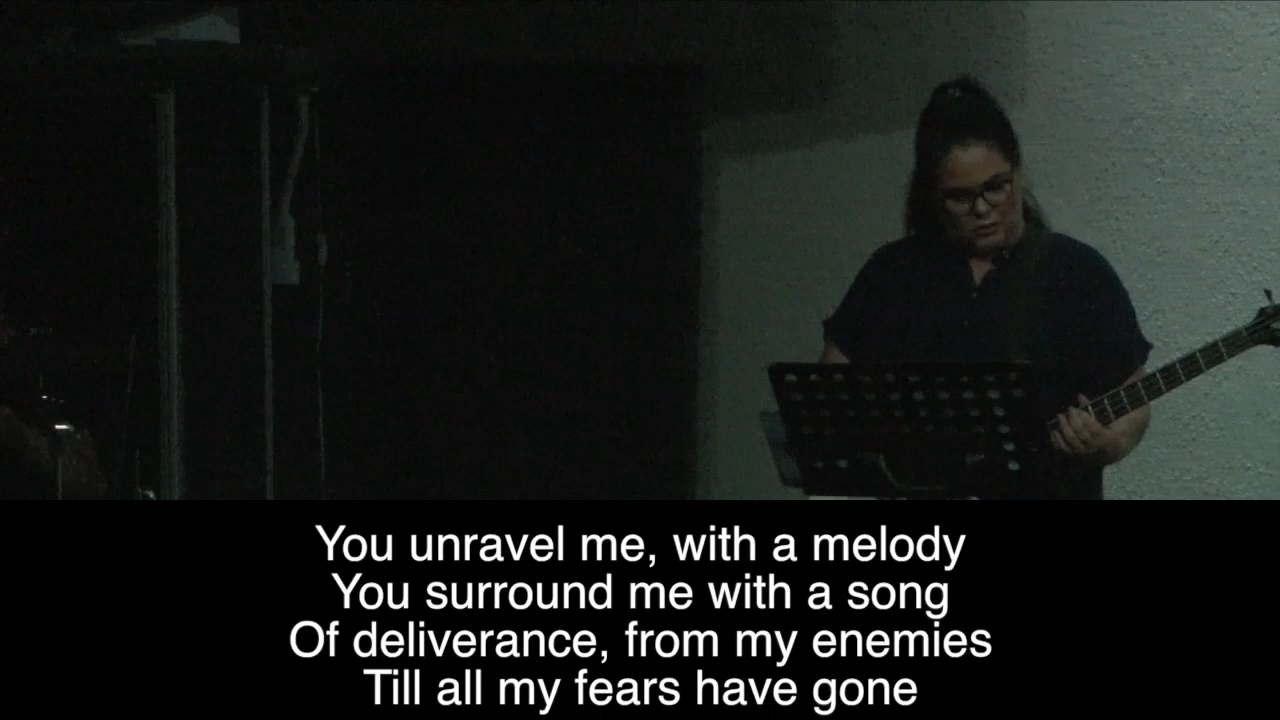 You unravel me, with a melody
You surround me with a song
Of deliverance, from my enemies
Till all my fears have gone